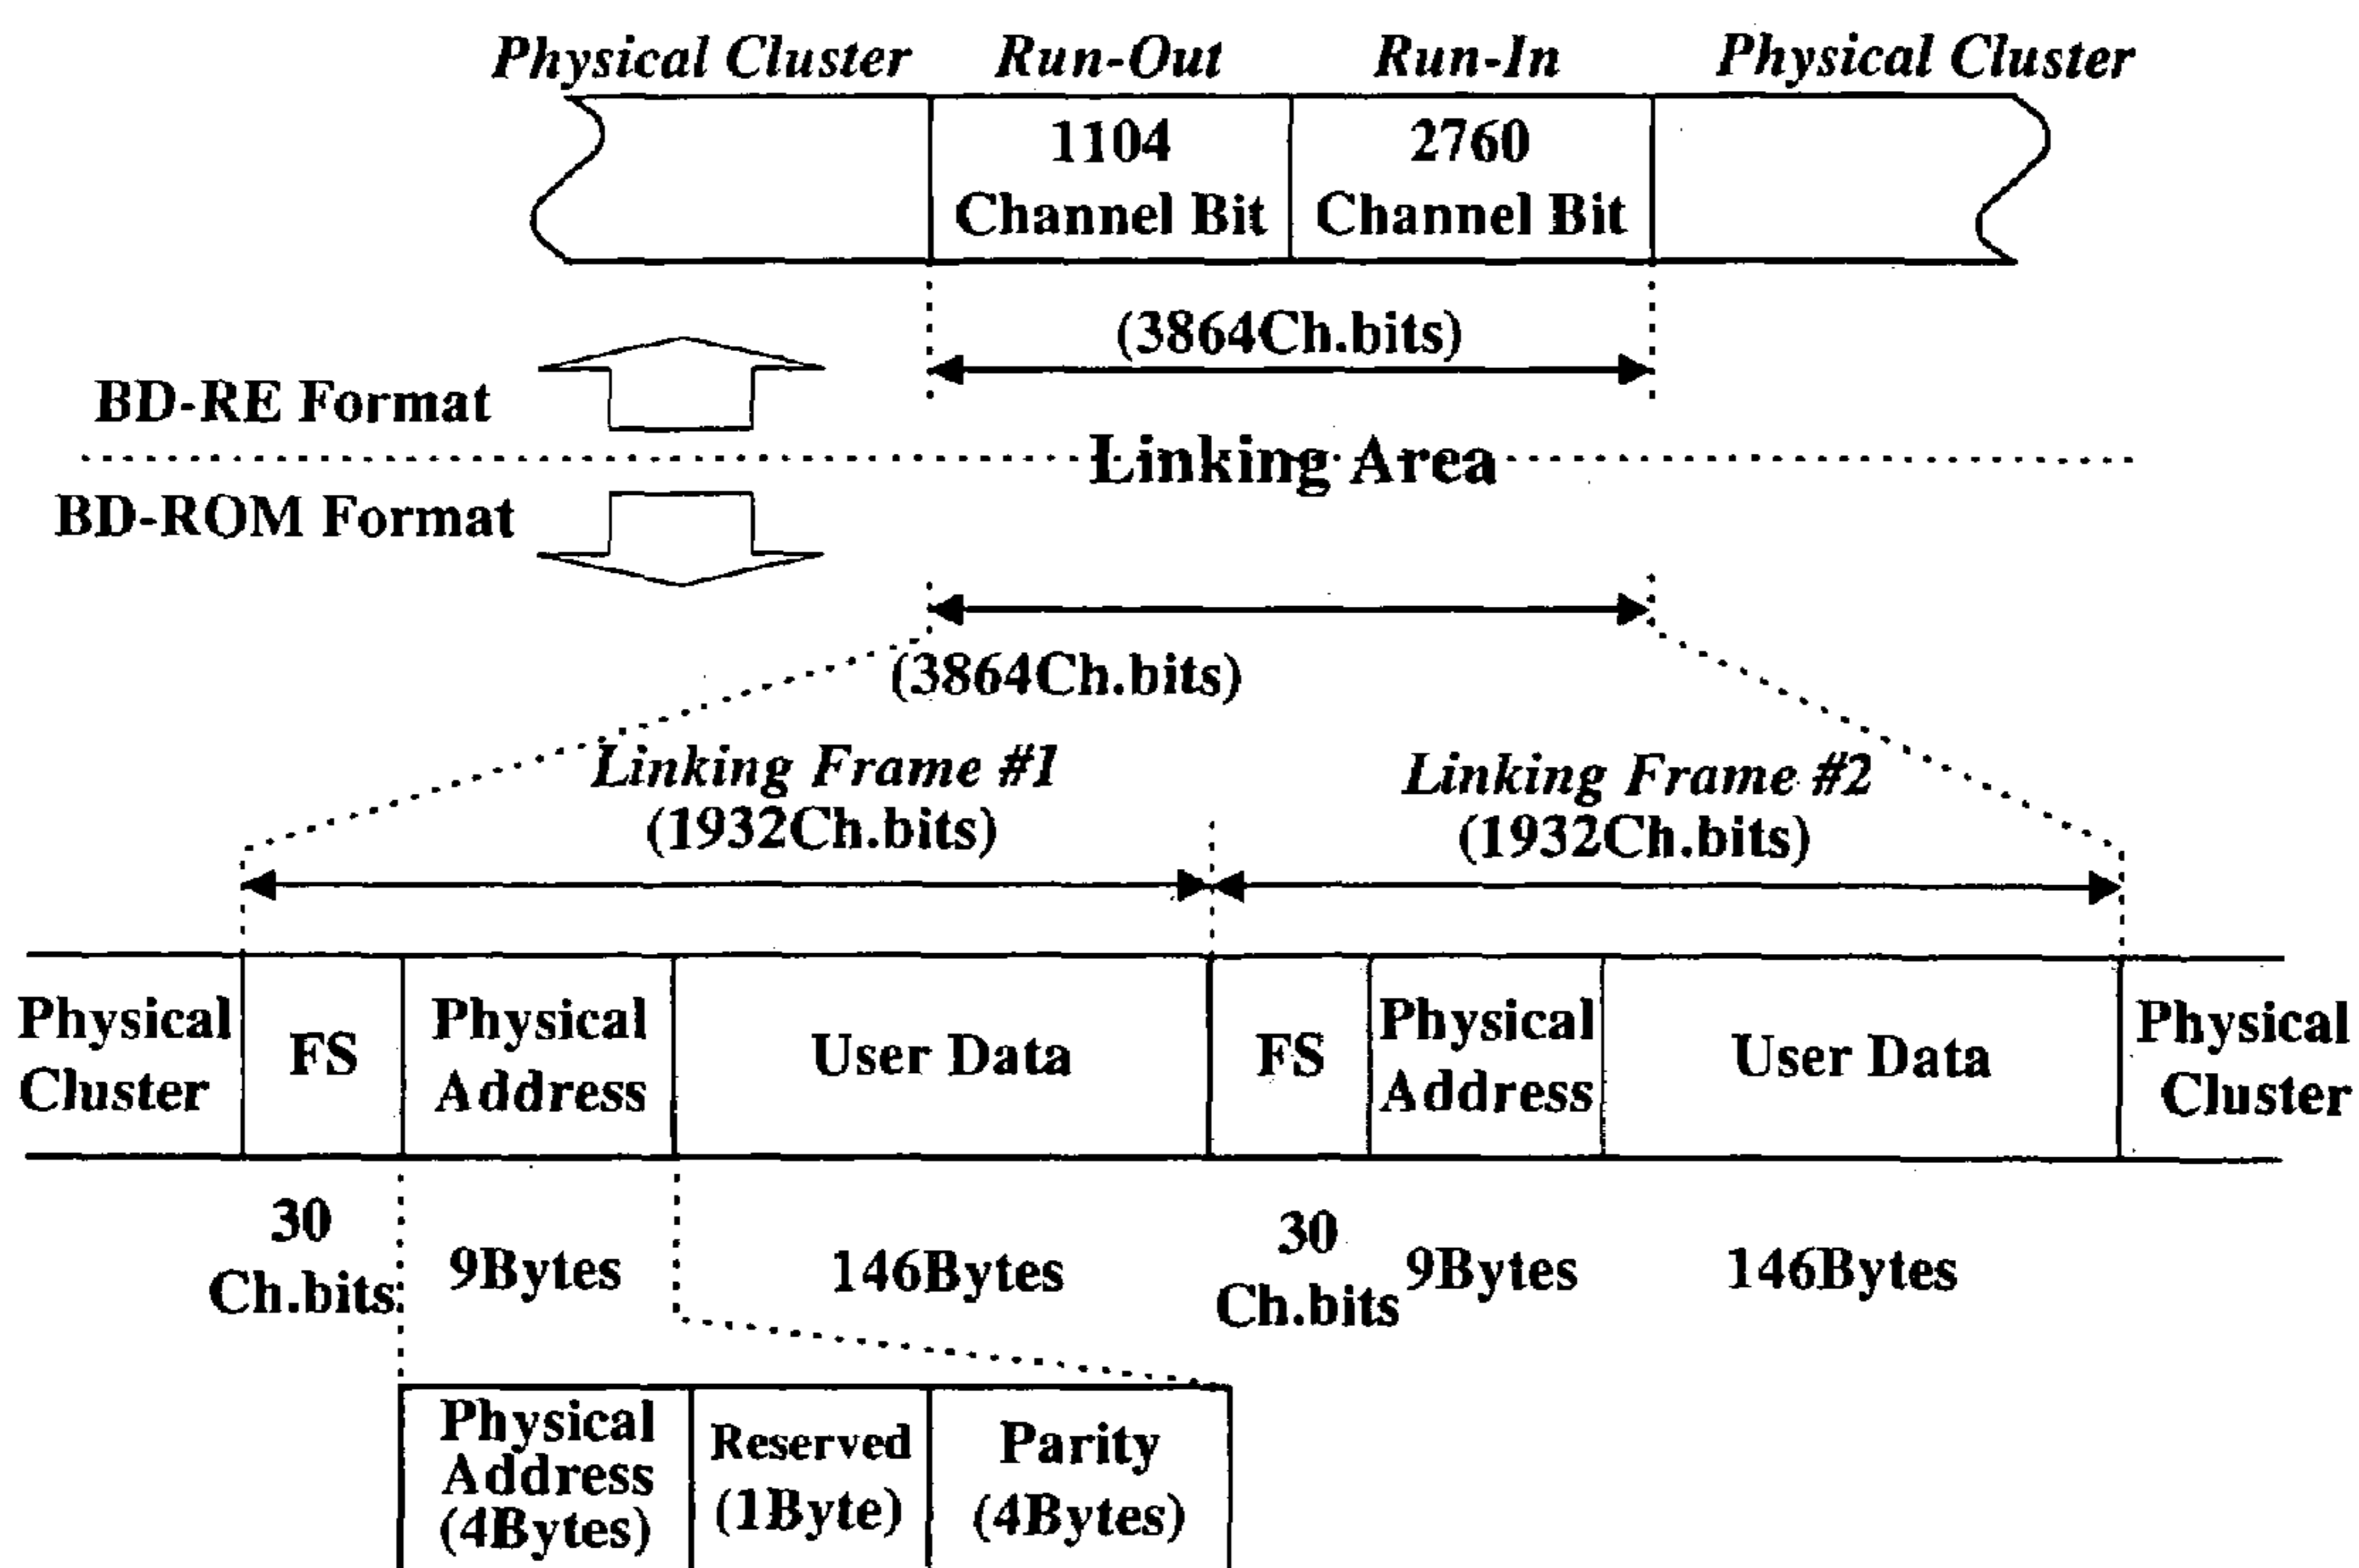 Physical Cluster Run-Out Run-In Physical Cluster
1104
Channel Bit
2760
Channel Bit
(3864Ch.bits)
BD-RE Format
Linking Area
BD-ROM Format
(3864Ch.bits)
Linking Frame #1
(1932Ch.bits)
Linking Frame #2
(1932Ch.bits)
Physical
Cluster
FS
Physical
Address
User Data
FS
Physical
Address
User Data
Physical
Cluster
30
Ch.bits
9Bytes
146Bytes
30
Ch.bits
9Bytes
146Bytes
Physical
Address
(4Bytes)
Reserved
(1Byte)
Parity
(4Bytes)